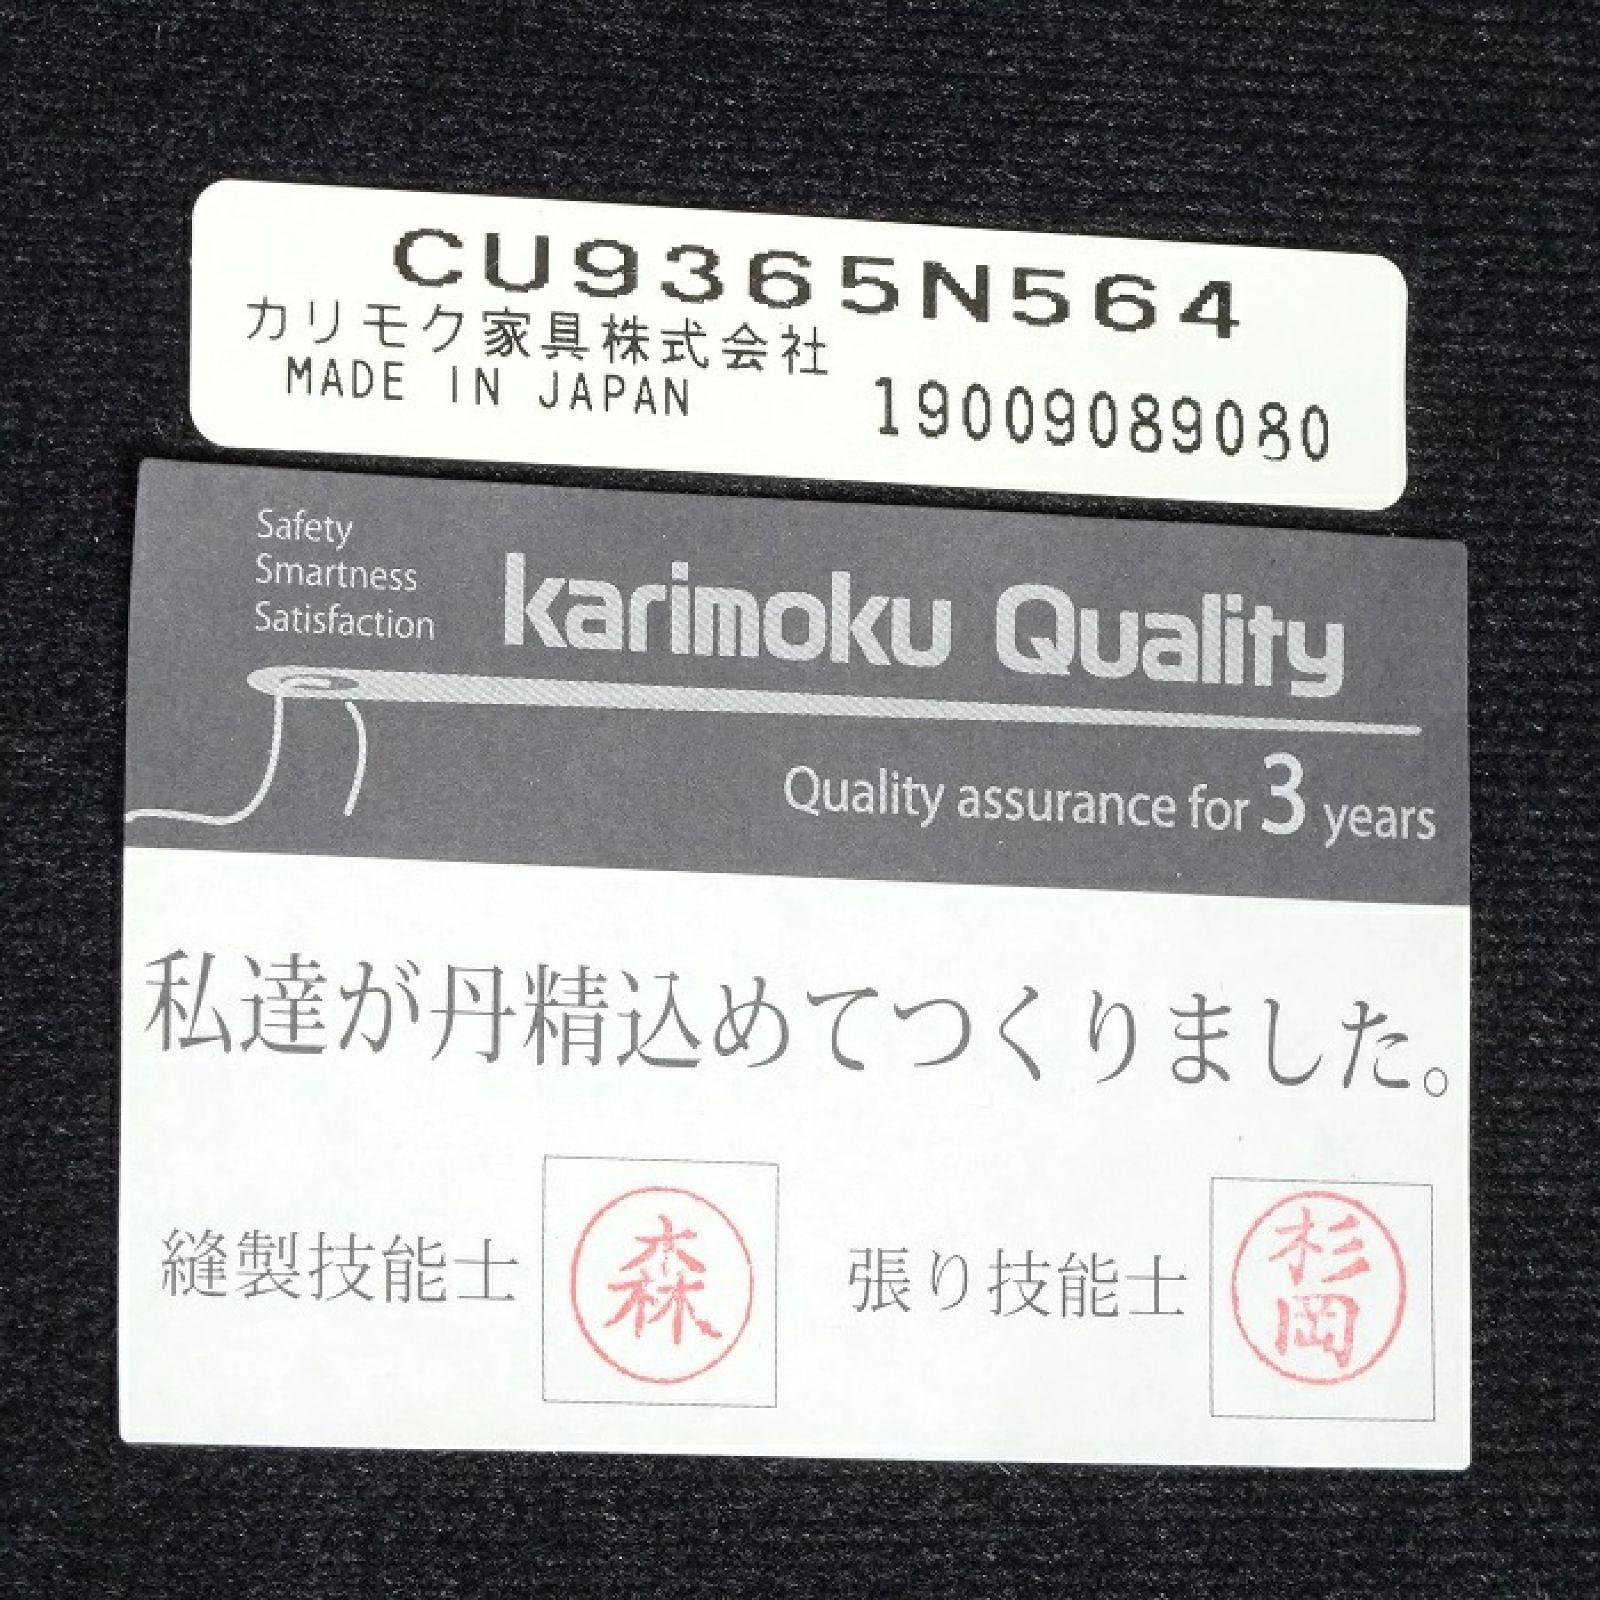 CU9365N564
カリモク家具株式会社
MADE IN JAPAN
19009089080
Safety
Smartness
Satisfaction
karimoku Quality
Quality assurance for 3 years
私達が丹精込めてつくりました。
縫製技能士 森 張り技能士 杉岡